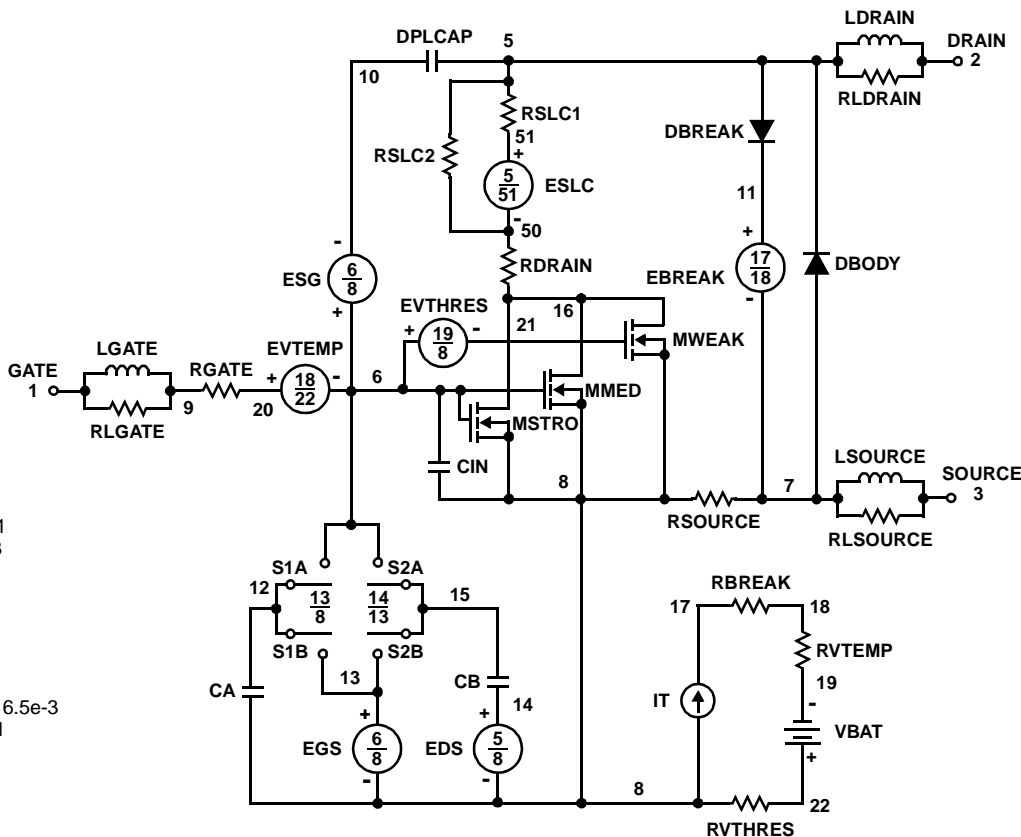 LDRAIN
DPLCAP 5 DRAIN
10 2
RLDRAIN
RSLC1
DBREAK
51
RSLC2 +
5
51
ESLC
11
-
50
- +
RDRAIN
17
18
ESG 6
8
EBREAK DBODY
EVTHRES
16
-
+
+ 19
8
- 21
MWEAK
LGATE EVTEMP
GATE RGATE
1
+ 18
22
- 6
MMED
9 20
RLGATE
MSTRO
CIN
8 7
LSOURCE
SOURCE
3
RSOURCE
RLSOURCE
S1A S2A
12 13
8
14
13
15
S1B S2B
13
RBREAK
17 18
RVTEMP
CA CB
19
14
IT -
+ +
VBAT
6.5e-3
EGS 6
8
EDS 5
8
+
- -
8 22
RVTHRES